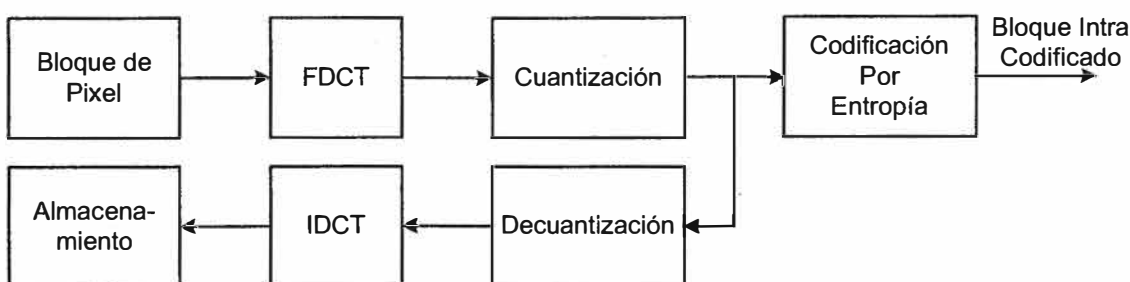 Bloque de
Pixel
FDCT
Cuantización
Codificación
Por
Entropía
Bloque Intra
Codificado
Almacena-
miento
IDCT
Decuantización